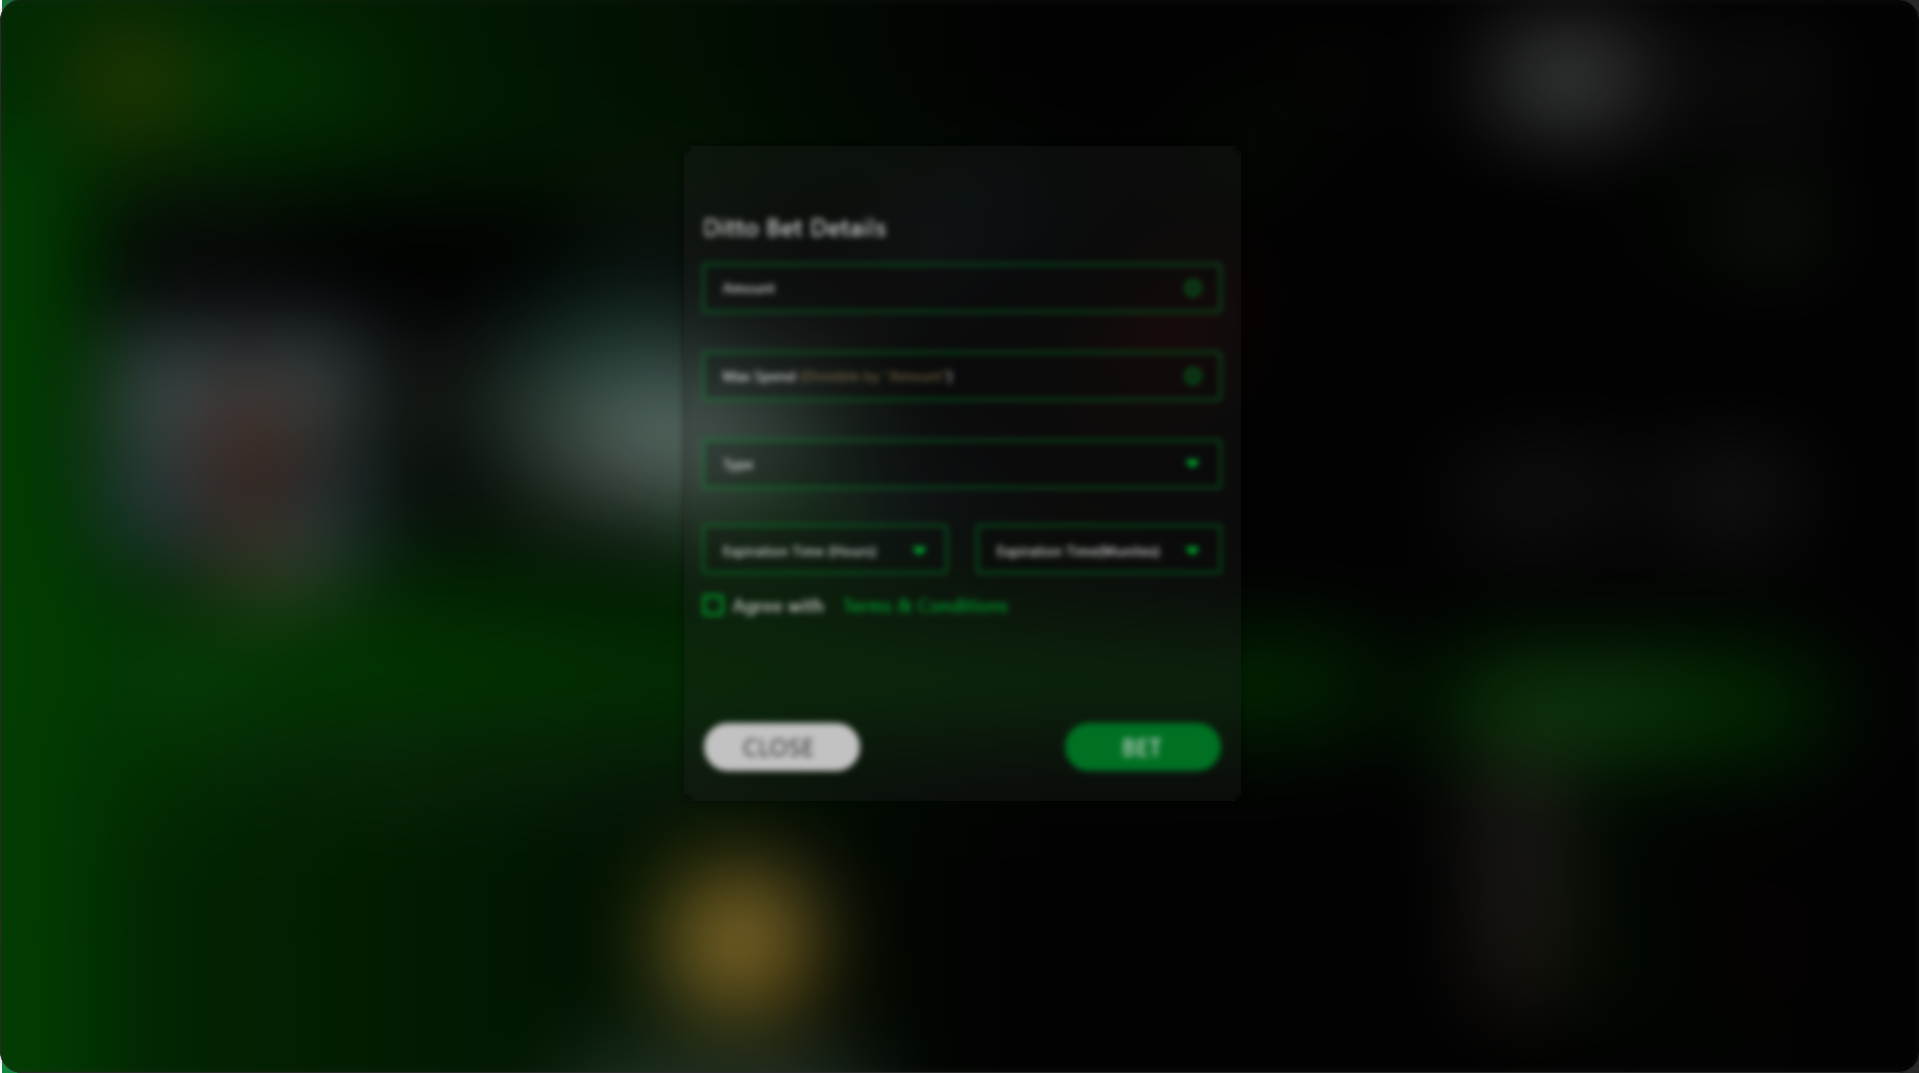 Ditto Bet Details
Amount
Max Spend (Divisible by "Amount")
Type
Expiration Time (Hours)
Expiration Time(Munites)
Agree with Terms & Conditions
CLOSE
BET